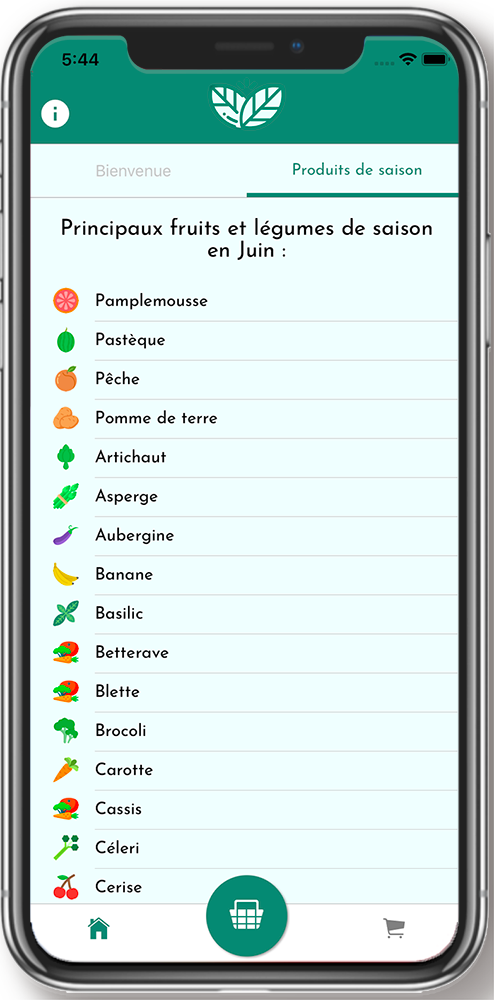 5:44
i
Bienvenue
Produits de saison
Principaux fruits et légumes de saison
en Juin :
Pamplemousse
Pastèque
Pêche
Pomme de terre
Artichaut
Asperge
Aubergine
Banane
Basilic
Betterave
Blette
Brocoli
Carotte
Cassis
Céleri
Cerise